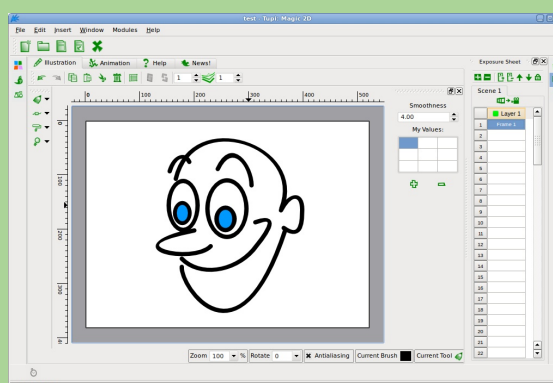 test - Tupi: Magic 2D
File Edit Insert Window Modules Help
Illustration Animation Help News!
1 1
0 100 200 300 400 500
0
100
200
300
Smoothness
4.00
My Values:
Zoom 100 % Rotate 0 Antialiasing Current Brush Current Tool
Exposure Sheet
Scene 1
Layer 1
1 Frame 1
2
3
4
5
6
7
8
9
10
11
12
13
14
15
16
17
18
19
20
21
22